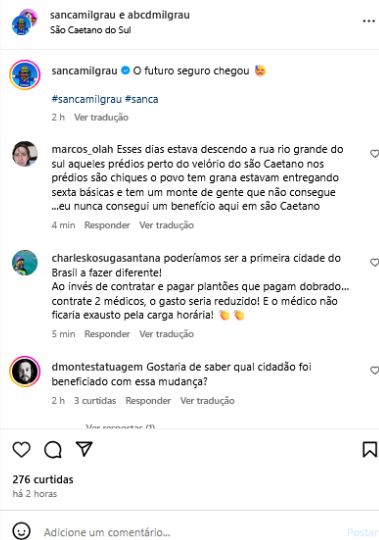 sancamilgrau e abcdmilgrau
São Caetano do Sul
sancamilgrau O futuro seguro chegou
#sancamilgrau #sanca
2 h Ver tradução
marcos_olah Esses dias estava descendo a rua rio grande do
sul aqueles prédios perto do velório do são Caetano nos
prédios são chiques o povo tem grana estavam entregando
sexta básicas e tem um monte de gente que não consegue
...eu nunca consegui um benefício aqui em são Caetano
4 min Responder Ver tradução
charleskosugasantana poderíamos ser a primeira cidade do
Brasil a fazer diferente!
Ao invés de contratar e pagar plantões que pagam dobrado...
contrate 2 médicos, o gasto seria reduzido! E o médico não
ficaria exausto pela carga horária!
5 min Responder Ver tradução
dmontestatuagem Gostaria de saber qual cidadão foi
beneficiado com essa mudança?
2 h 3 curtidas Responder Ver tradução
Ver respostas (1)
276 curtidas
há 2 horas
Adicione um comentário...
Postar